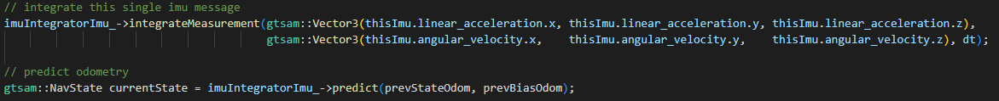 // integrate this single imu message
imuIntegratorImu_->integrateMeasurement(gtsam::Vector3(thisImu.linear_acceleration.x, thisImu.linear_acceleration.y, thisImu.linear_acceleration.z),
gtsam::Vector3(thisImu.angular_velocity.x,    thisImu.angular_velocity.y,    thisImu.angular_velocity.z), dt);
// predict odometry
gtsam::NavState currentState = imuIntegratorImu_->predict(prevStateOdom, prevBiasOdom);